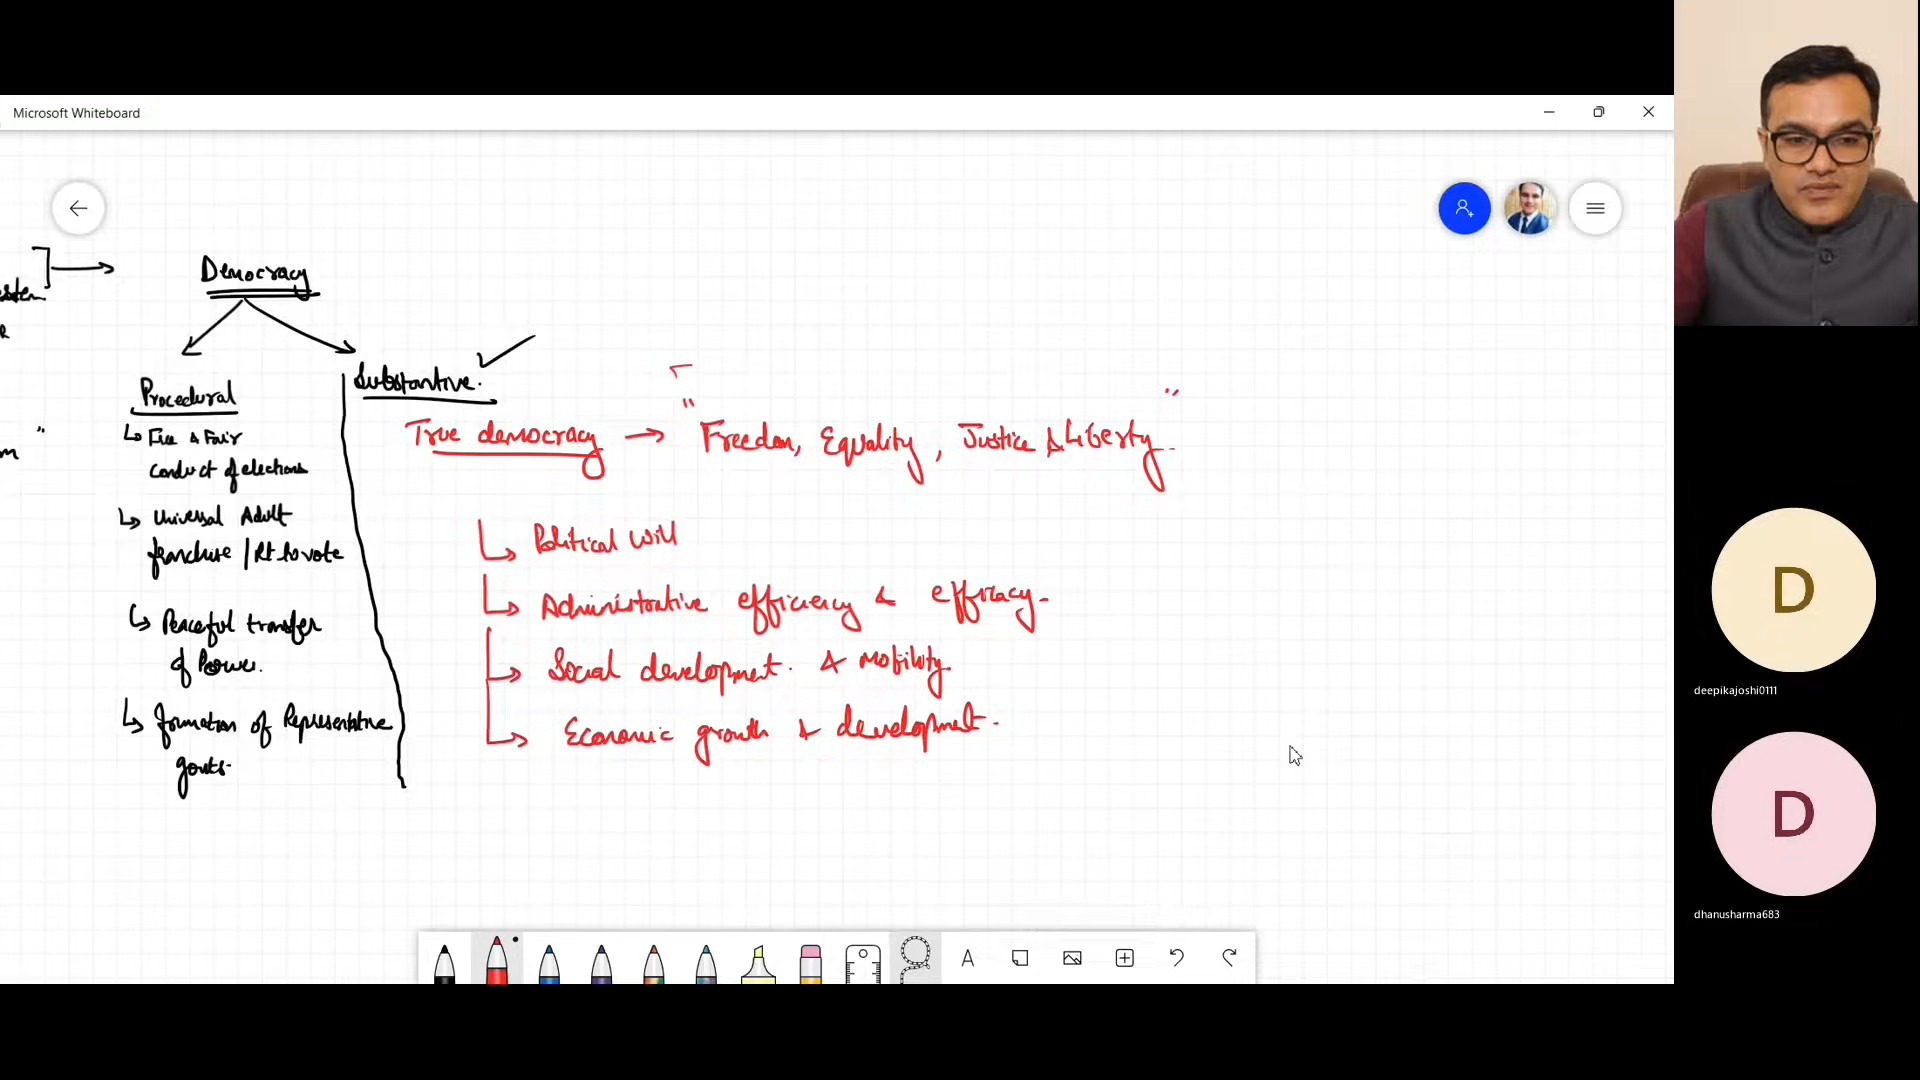 Microsoft Whiteboard
Democracy
Procedural
Free & Fair
conduct of elections
Universal Adult
franchise / Rt to vote
Peaceful transfer
of Power.
formation of Representative
govts.
Substantive.
True democracy → "Freedom, Equality, Justice & Liberty".
Political will
Administrative efficiency & efficacy.
Social development. & Mobility.
Economic growth & development.
D
deepikajoshi0111
D
dhanusharma683